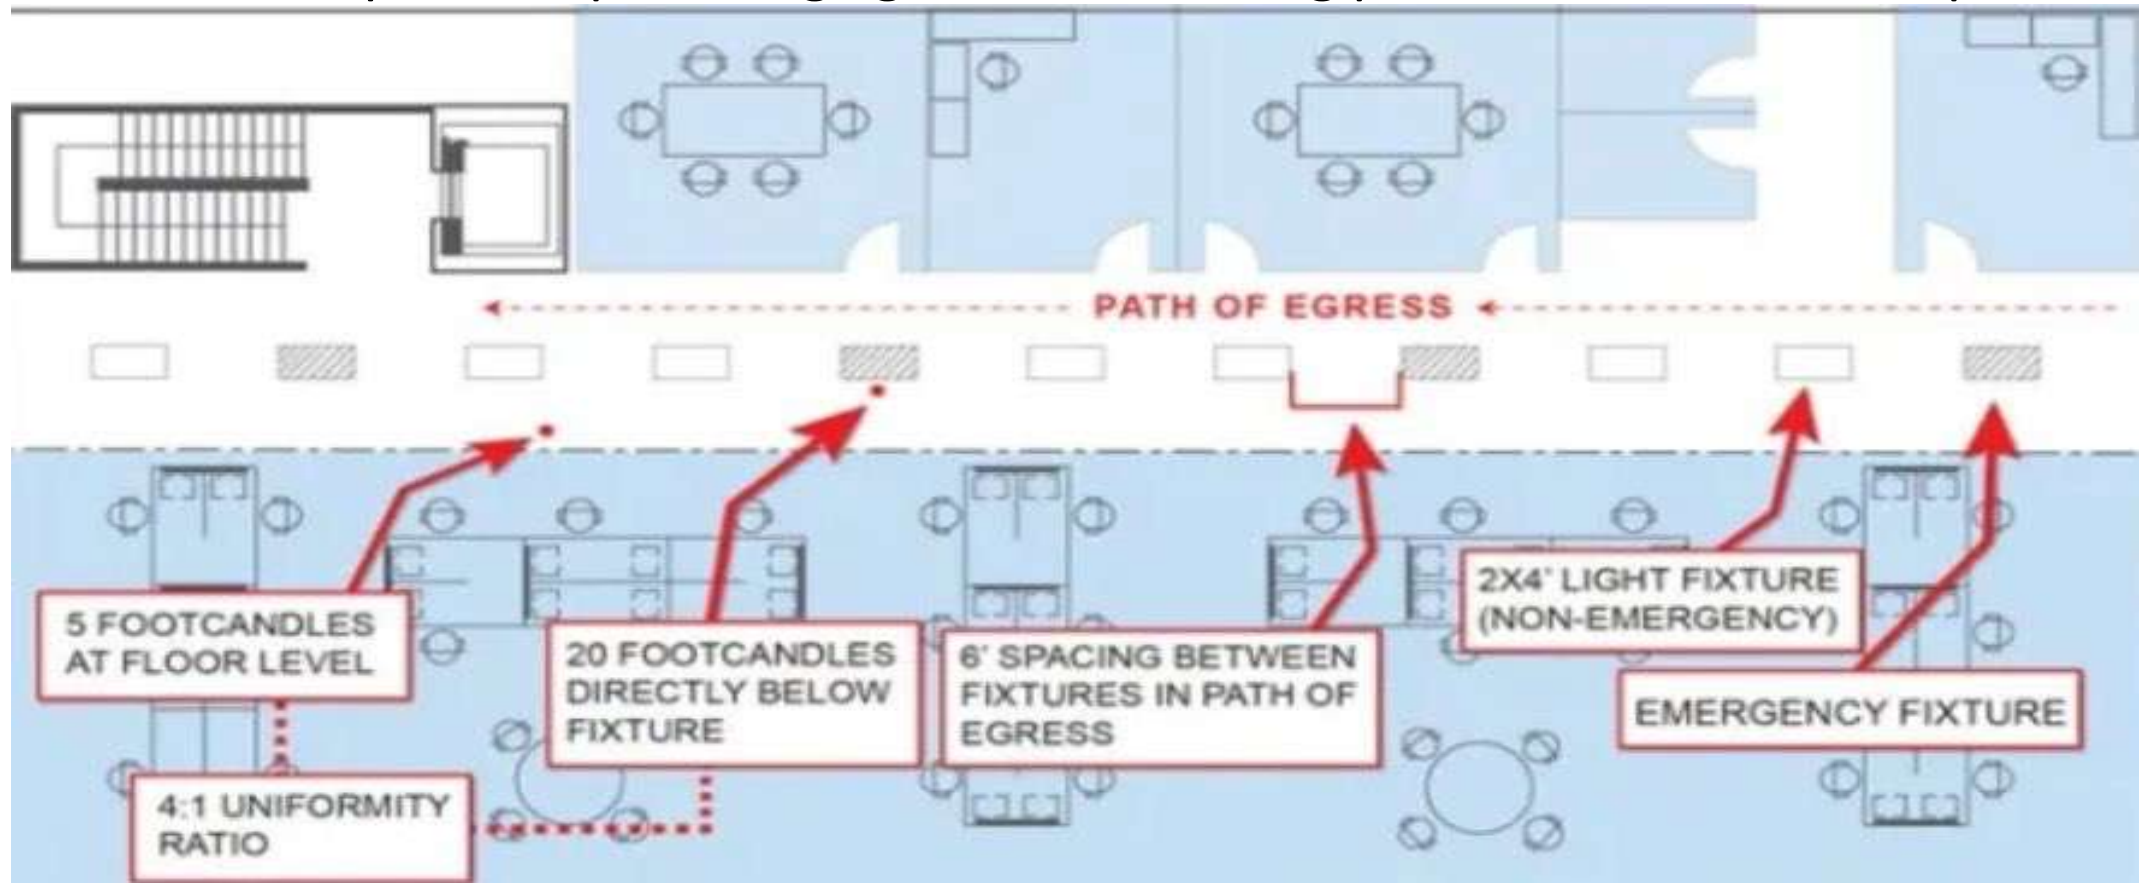 PATH OF EGRESS
5 FOOTCANDLES
AT FLOOR LEVEL
20 FOOTCANDLES
DIRECTLY BELOW
FIXTURE
6' SPACING BETWEEN
FIXTURES IN PATH OF
EGRESS
2X4' LIGHT FIXTURE
(NON-EMERGENCY)
EMERGENCY FIXTURE
4:1 UNIFORMITY
RATIO